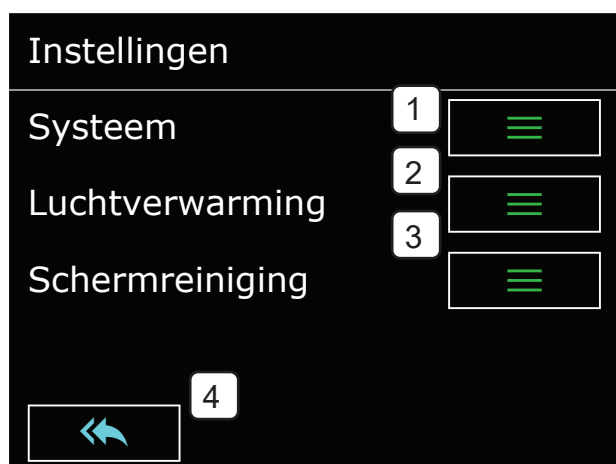 Instellingen
Systeem 1
Luchtverwarming 2
Schermreiniging 3
4